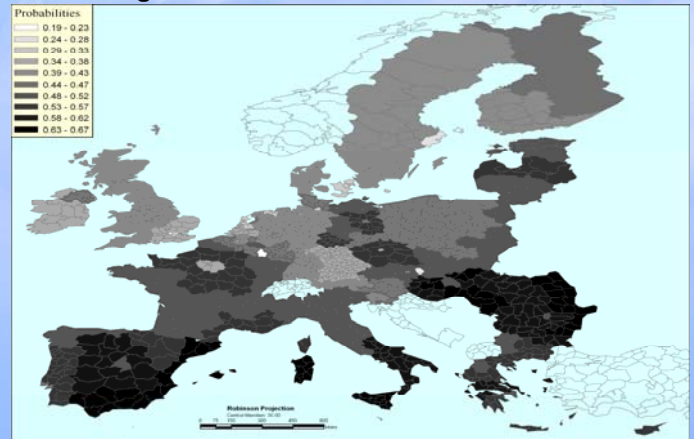 Probabilities
0.19 - 0.23
0.24 - 0.28
0.29 - 0.33
0.34 - 0.38
0.39 - 0.43
0.44 - 0.47
0.48 - 0.52
0.53 - 0.57
0.58 - 0.62
0.63 - 0.67
Robinson Projection
Central Meridian: